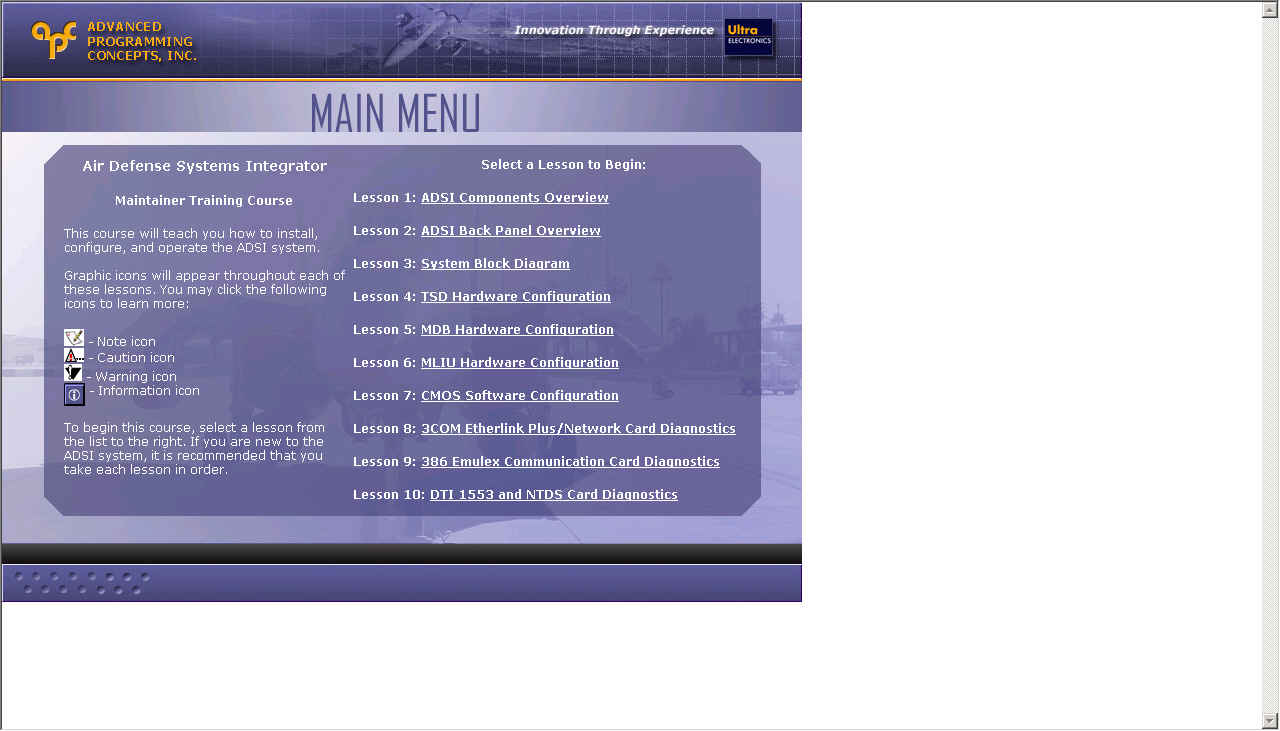 apc
ADVANCED
PROGRAMMING
CONCEPTS, INC.
Innovation Through Experience
Ultra
ELECTRONICS
MAIN MENU
Air Defense Systems Integrator
Maintainer Training Course
This course will teach you how to install,
configure, and operate the ADSI system.
Graphic icons will appear throughout each of
these lessons. You may click the following
icons to learn more:
- Note icon
- Caution icon
- Warning icon
- Information icon
To begin this course, select a lesson from
the list to the right. If you are new to the
ADSI system, it is recommended that you
take each lesson in order.
Select a Lesson to Begin:
Lesson 1: ADSI Components Overview
Lesson 2: ADSI Back Panel Overview
Lesson 3: System Block Diagram
Lesson 4: TSD Hardware Configuration
Lesson 5: MDB Hardware Configuration
Lesson 6: MLIU Hardware Configuration
Lesson 7: CMOS Software Configuration
Lesson 8: 3COM Etherlink Plus/Network Card Diagnostics
Lesson 9: 386 Emulex Communication Card Diagnostics
Lesson 10: DTI 1553 and NTDS Card Diagnostics